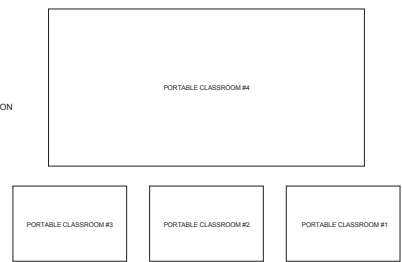 PORTABLE CLASSROOM #4
ON
PORTABLE CLASSROOM #3
PORTABLE CLASSROOM #2
PORTABLE CLASSROOM #1